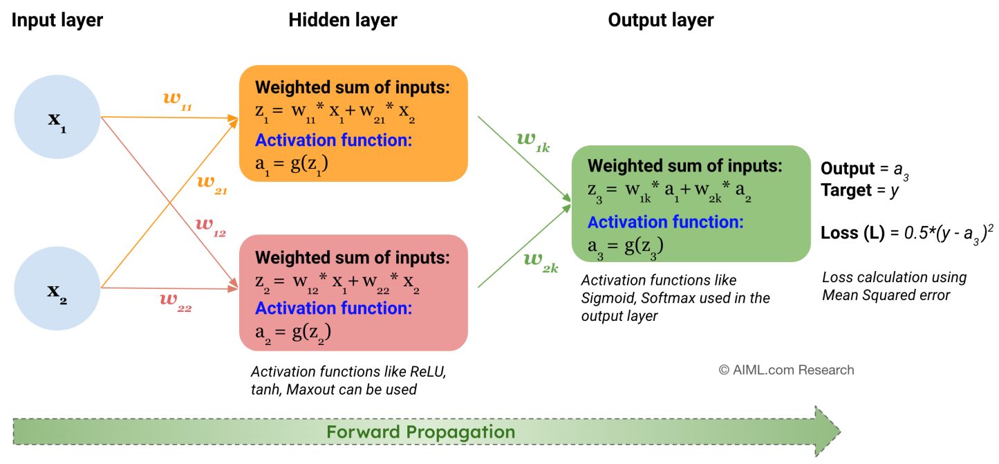 Input layer
Hidden layer
Output layer
x₁
x₂
w₁₁
w₂₁
w₁₂
w₂₂
Weighted sum of inputs:
z₁ = w₁₁* x₁+w₂₁* x₂
Activation function:
a₁ = g(z₁)
Weighted sum of inputs:
z₂ = w₁₂* x₁+w₂₂* x₂
Activation function:
a₂ = g(z₂)
Activation functions like ReLU,
tanh, Maxout can be used
w₁ₖ
w₂ₖ
Weighted sum of inputs:
z₃ = w₁ₖ* a₁+w₂ₖ* a₂
Activation function:
a₃ = g(z₃)
Activation functions like
Sigmoid, Softmax used in the
output layer
Output = a₃
Target = y
Loss (L) = 0.5*(y - a₃)²
Loss calculation using
Mean Squared error
© AIML.com Research
Forward Propagation